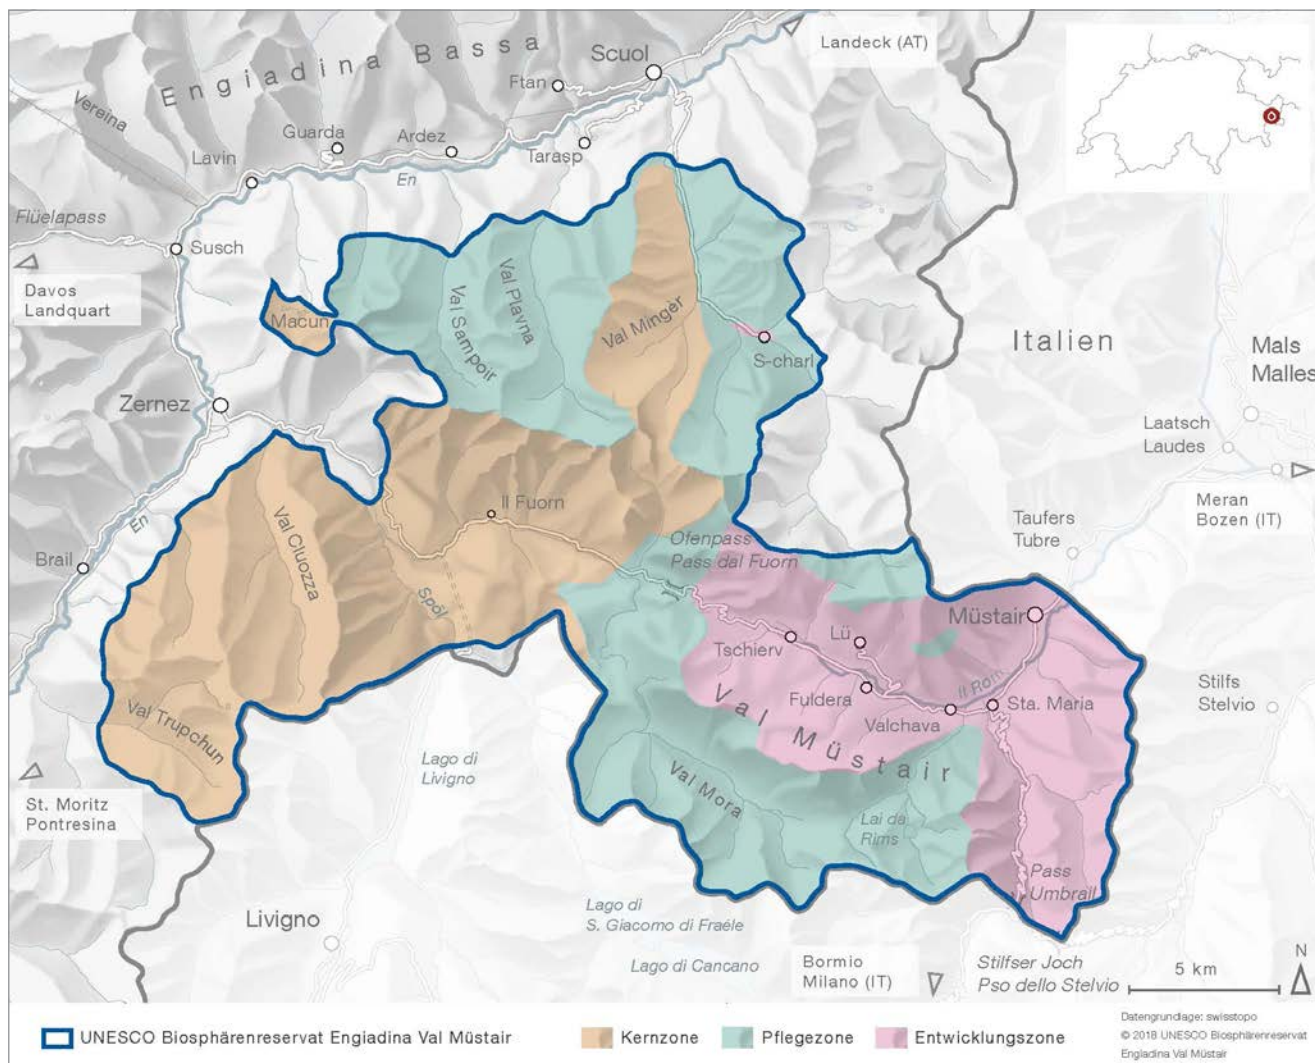 Engiadina Bassa
Scuol
Landeck (AT)
Ftan
Vereina
Guarda
Ardez
Tarasp
Lavin
En
Flüelapass
Susch
Davos
Landquart
Macun
Val Sampoir
Val Plavna
Val Mingèr
S-charl
Italien
Mals
Malles
Zernez
Laatsch
Laudes
Meran
Bozen (IT)
Il Fuorn
Val Cluozza
En
Brail
Spöl
Ofenpass
Pass dal Fuorn
Taufers
Tubre
Müstair
Lü
Tschierv
Il Rom
Fuldera
Valchava
Sta. Maria
Stilfs
Stelvio
Val Müstair
Val Trupchun
St. Moritz
Pontresina
Lago di
Livigno
Val Mora
Lai da
Rims
Pass
Umbrail
Livigno
Lago di
S. Giacomo di Fraéle
Lago di Cancano
Bormio
Milano (IT)
Stilfser Joch
Pso dello Stelvio
5 km
N
UNESCO Biosphärenreservat Engiadina Val Müstair
Kernzone
Pflegezone
Entwicklungszone
Datengrundlage: swisstopo
© 2018 UNESCO Biosphärenreservat
Engiadina Val Müstair